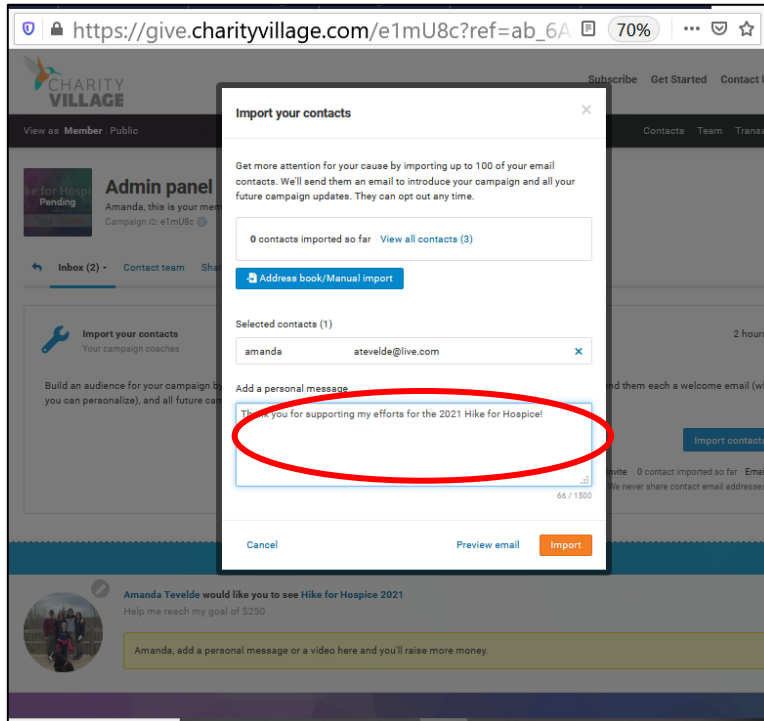 https://give.charityvillage.com/e1mU8c?ref=ab_6A 70%
CHARITY
VILLAGE
Subscribe Get Started Contact U
View as Member Public
Contacts Team Transa
ke for Hospi
Pending
Admin panel
Amanda, this is your mem
Campaign ID: e1mU8c
Inbox (2) Contact team Shar
Import your contacts
Your campaign coaches
2 hours
Build an audience for your campaign by
you can personalize), and all future cam
nd them each a welcome email (wh
Import contacts
nvite 0 contact imported so far Emai
We never share contact email addresses
Import your contacts ×
Get more attention for your cause by importing up to 100 of your email
contacts. We'll send them an email to introduce your campaign and all your
future campaign updates. They can opt out any time.
0 contacts imported so far View all contacts (3)
Address book/Manual import
Selected contacts (1)
amanda atevelde@live.com ×
Add a personal message
Thank you for supporting my efforts for the 2021 Hike for Hospice!
66 / 1500
Cancel Preview email Import
Amanda Tevelde would like you to see Hike for Hospice 2021
Help me reach my goal of $250
Amanda, add a personal message or a video here and you'll raise more money.